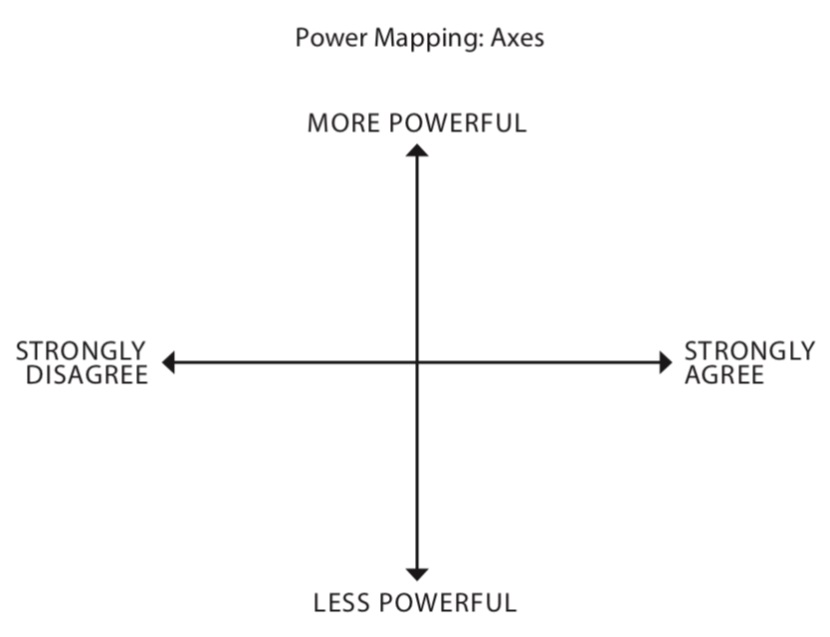 Power Mapping: Axes
MORE POWERFUL
STRONGLY
DISAGREE
STRONGLY
AGREE
LESS POWERFUL